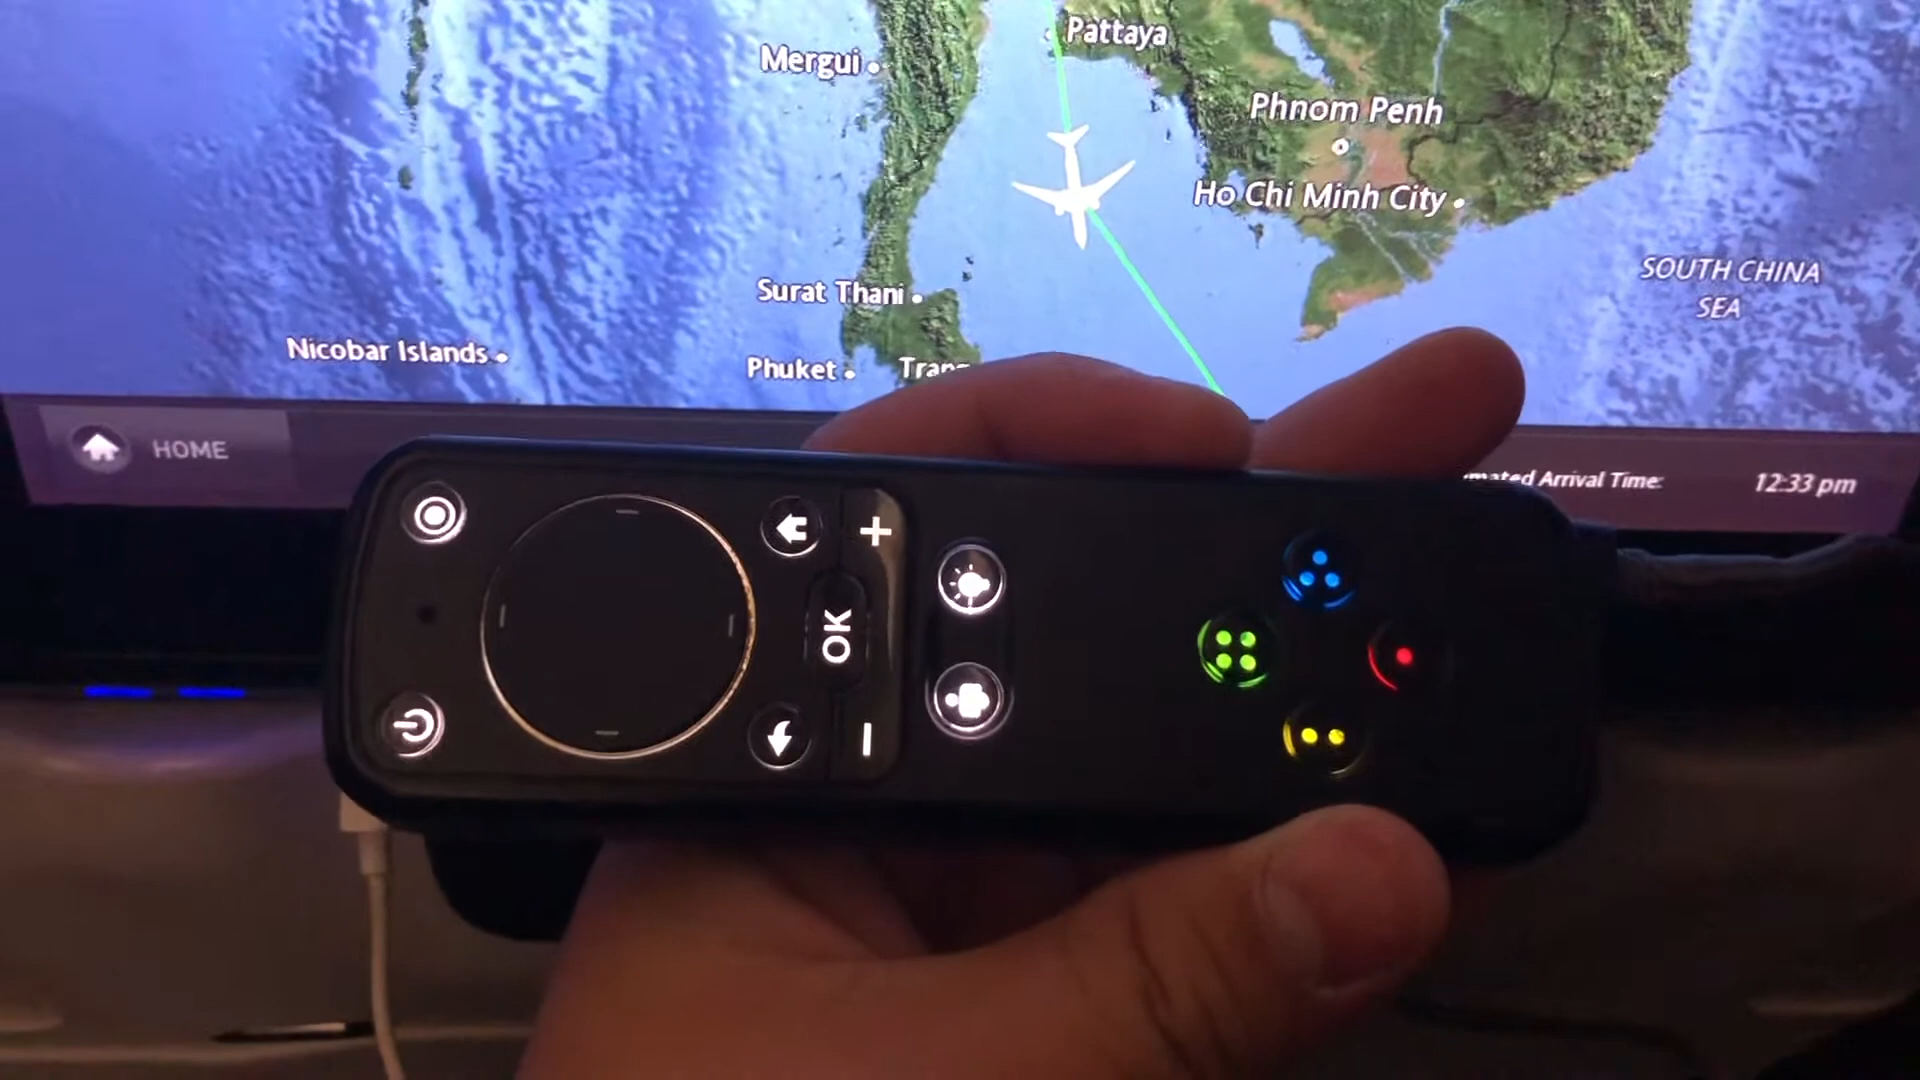 Pattaya
Mergui
Phnom Penh
Ho Chi Minh City
SOUTH CHINA
SEA
Surat Thani
Nicobar Islands
Phuket
HOME
Arrival Time:
12:33 pm
+
OK
-